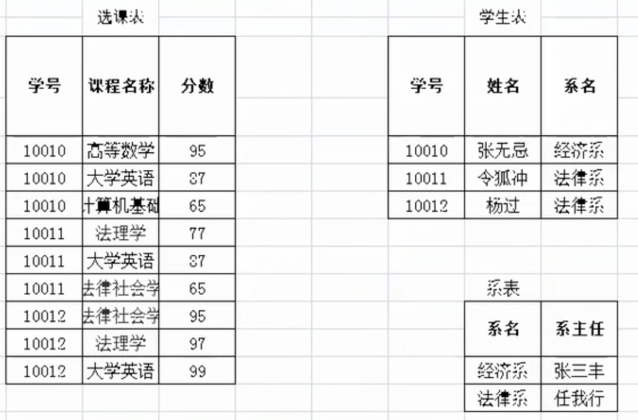 选课表
学号 课程名称 分数
10010 高等数学 95
10010 大学英语 87
10010 计算机基础 65
10011 法理学 77
10011 大学英语 87
10011 法律社会学 65
10012 法律社会学 95
10012 法理学 97
10012 大学英语 99
学生表
学号 姓名 系名
10010 张无忌 经济系
10011 令狐冲 法律系
10012 杨过 法律系
系表
系名 系主任
经济系 张三丰
法律系 任我行